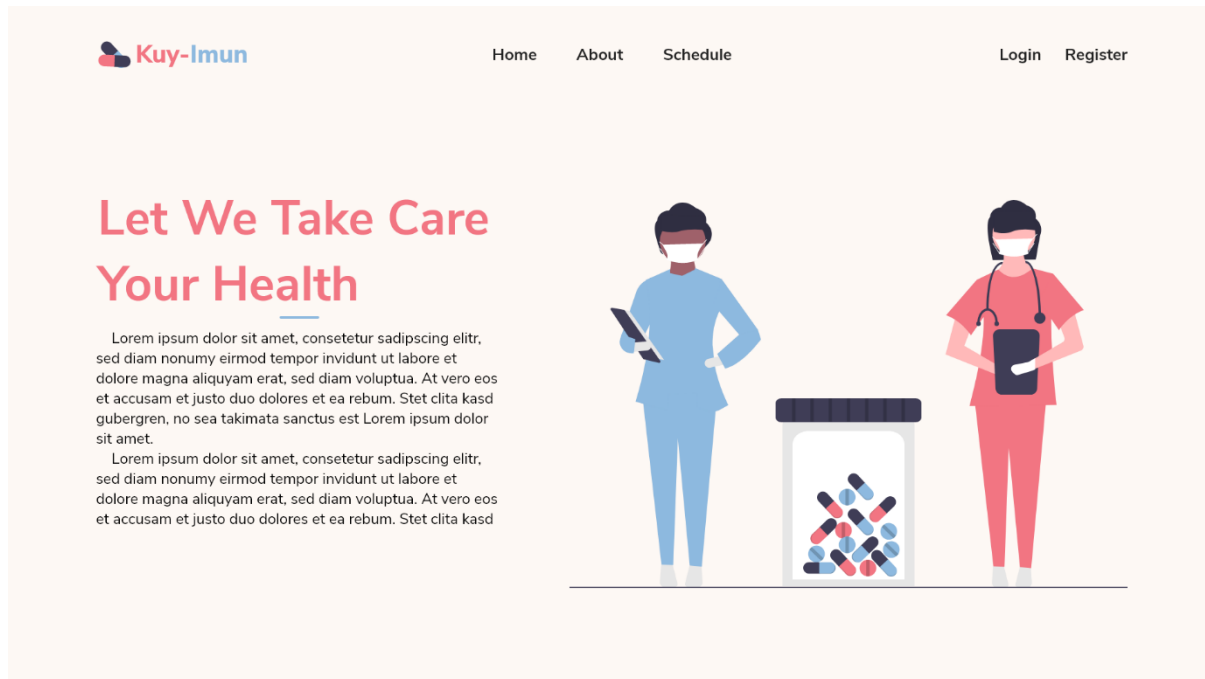 Kuy-Imun
Home About Schedule
Login Register
Let We Take Care
Your Health
Lorem ipsum dolor sit amet, consetetur sadipscing elitr,
sed diam nonumy eirmod tempor invidunt ut labore et
dolore magna aliquyam erat, sed diam voluptua. At vero eos
et accusam et justo duo dolores et ea rebum. Stet clita kasd
gubergren, no sea takimata sanctus est Lorem ipsum dolor
sit amet.
Lorem ipsum dolor sit amet, consetetur sadipscing elitr,
sed diam nonumy eirmod tempor invidunt ut labore et
dolore magna aliquyam erat, sed diam voluptua. At vero eos
et accusam et justo duo dolores et ea rebum. Stet clita kasd